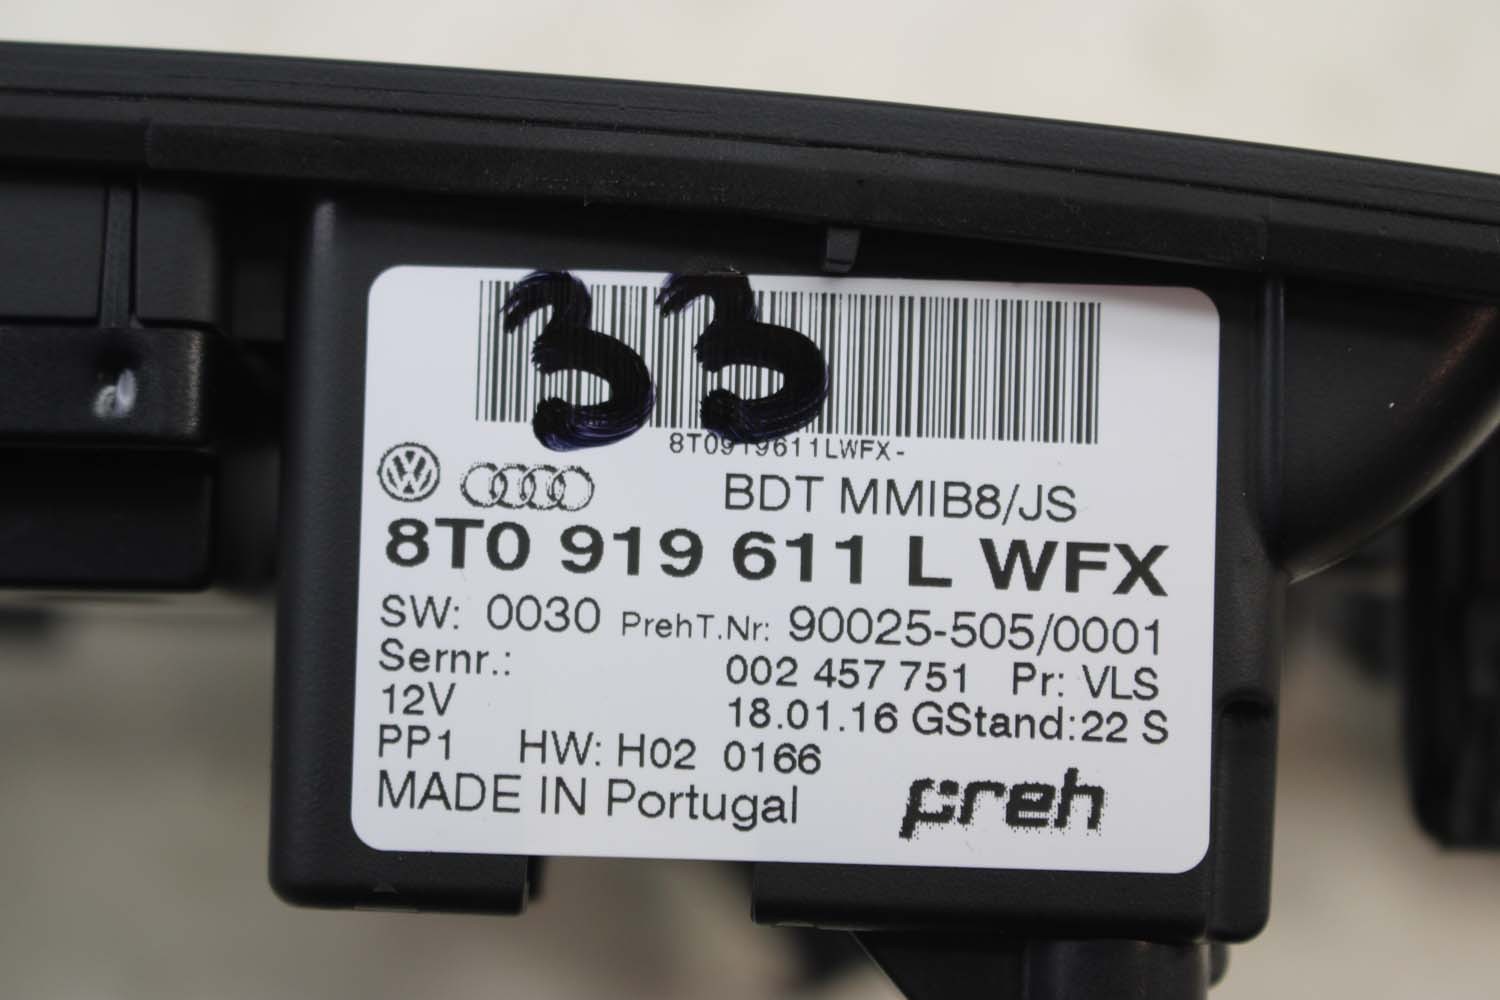 33
8T0919611LWFX-
BDT MMIB8/JS
8T0 919 611 L WFX
SW: 0030 PrehT.Nr: 90025-505/0001
Sernr.: 002 457 751 Pr: VLS
12V 18.01.16 GStand:22 S
PP1 HW: H02 0166
MADE IN Portugal preh